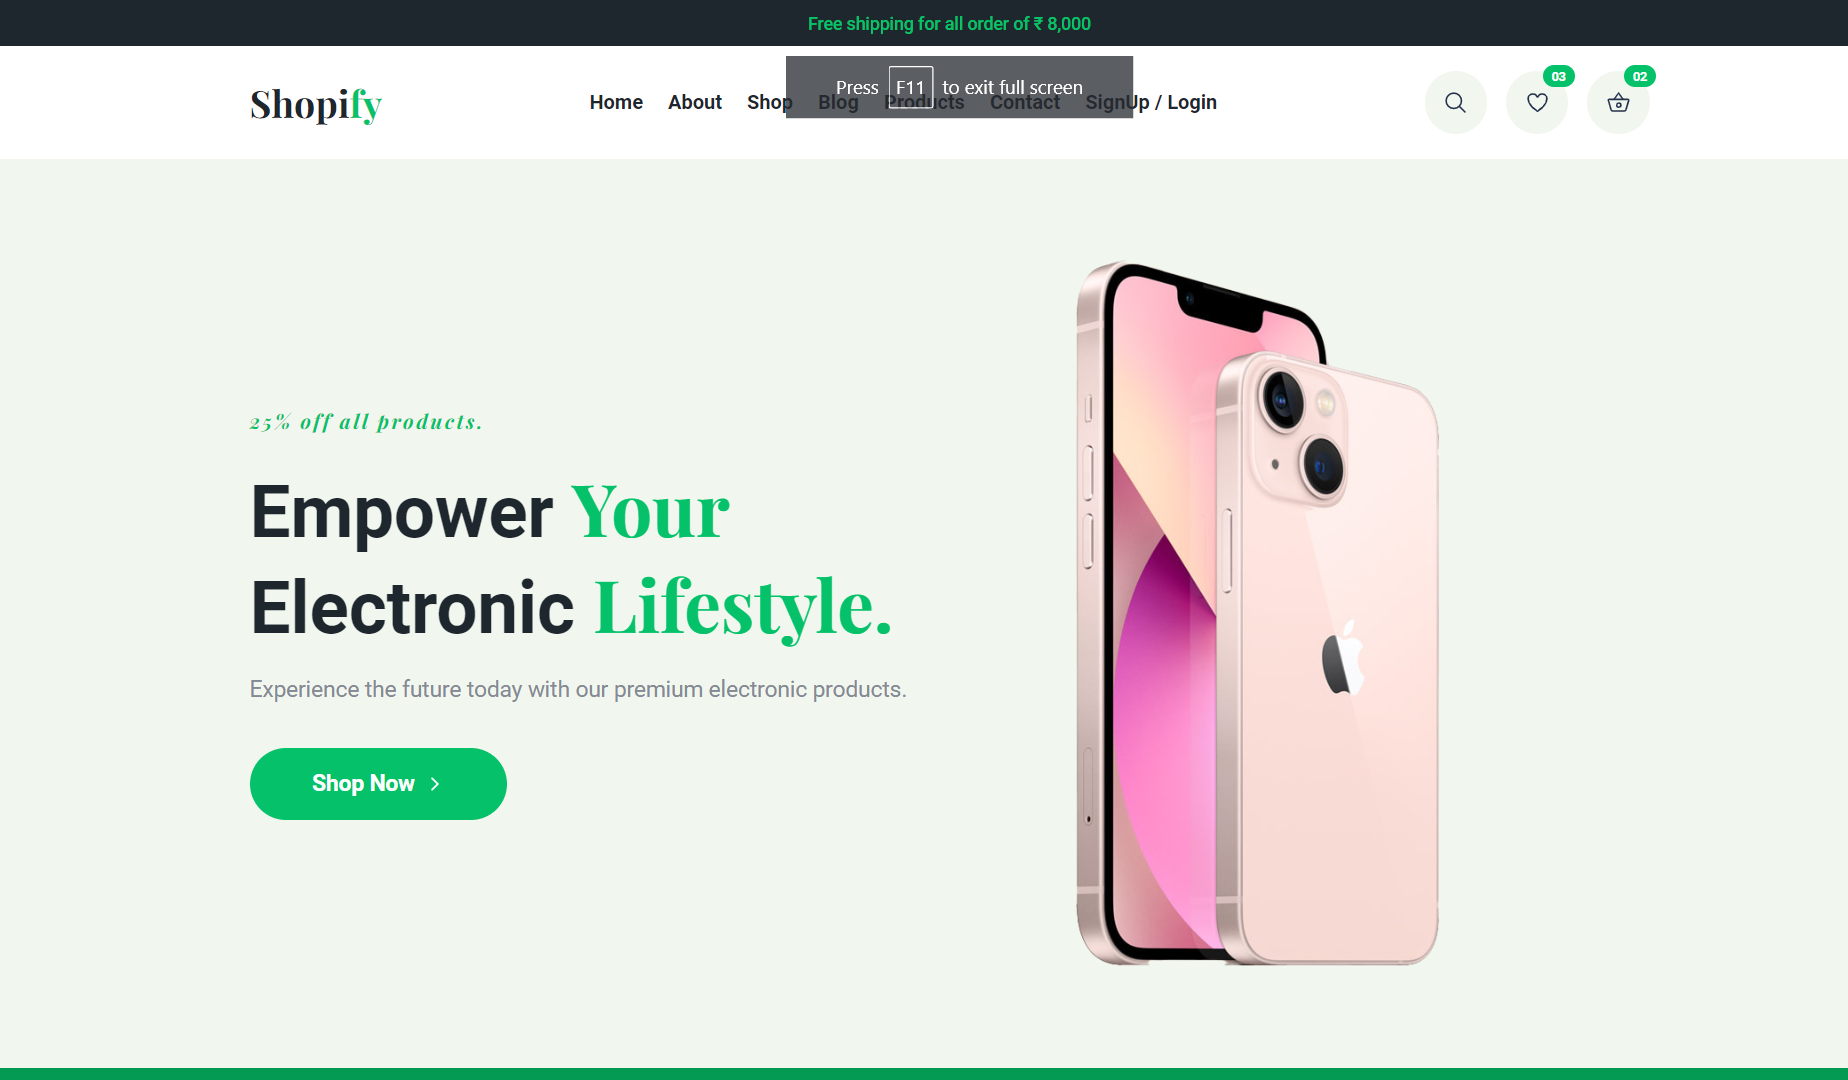 Free shipping for all order of ₹ 8,000
Press F11 to exit full screen
Shopify
Home About Shop Blog Products Contact SignUp / Login
03
02
25% off all products.
Empower Your
Electronic Lifestyle.
Experience the future today with our premium electronic products.
Shop Now